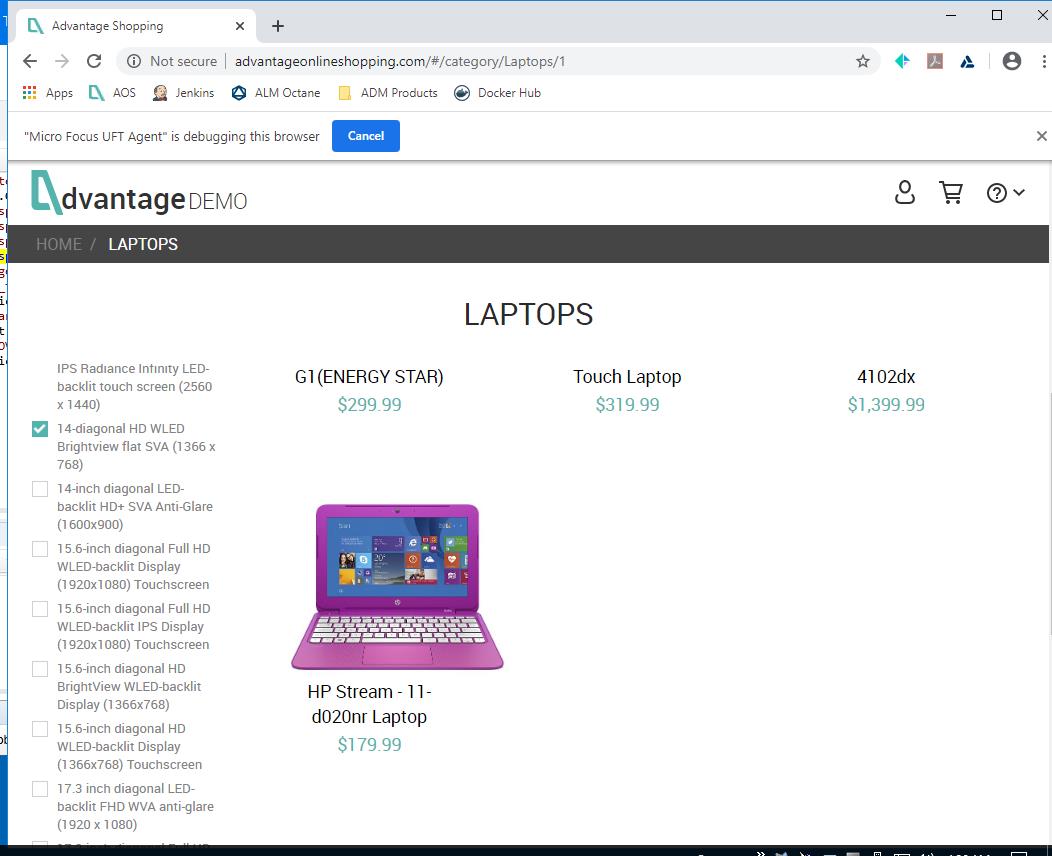 Advantage Shopping
Not secure | advantageonlineshopping.com/#/category/Laptops/1
Apps AOS Jenkins ALM Octane ADM Products Docker Hub
"Micro Focus UFT Agent" is debugging this browser Cancel
dvantage DEMO
HOME / LAPTOPS
LAPTOPS
IPS Radiance Infinity LED-
backlit touch screen (2560
x 1440)
14-diagonal HD WLED
Brightview flat SVA (1366 x
768)
14-inch diagonal LED-
backlit HD+ SVA Anti-Glare
(1600x900)
15.6-inch diagonal Full HD
WLED-backlit Display
(1920x1080) Touchscreen
15.6-inch diagonal Full HD
WLED-backlit IPS Display
(1920x1080) Touchscreen
15.6-inch diagonal HD
BrightView WLED-backlit
Display (1366x768)
15.6-inch diagonal HD
WLED-backlit Display
(1366x768) Touchscreen
17.3 inch diagonal LED-
backlit FHD WVA anti-glare
(1920 x 1080)
G1(ENERGY STAR)
$299.99
Touch Laptop
$319.99
4102dx
$1,399.99
Start
HP Stream - 11-
d020nr Laptop
$179.99